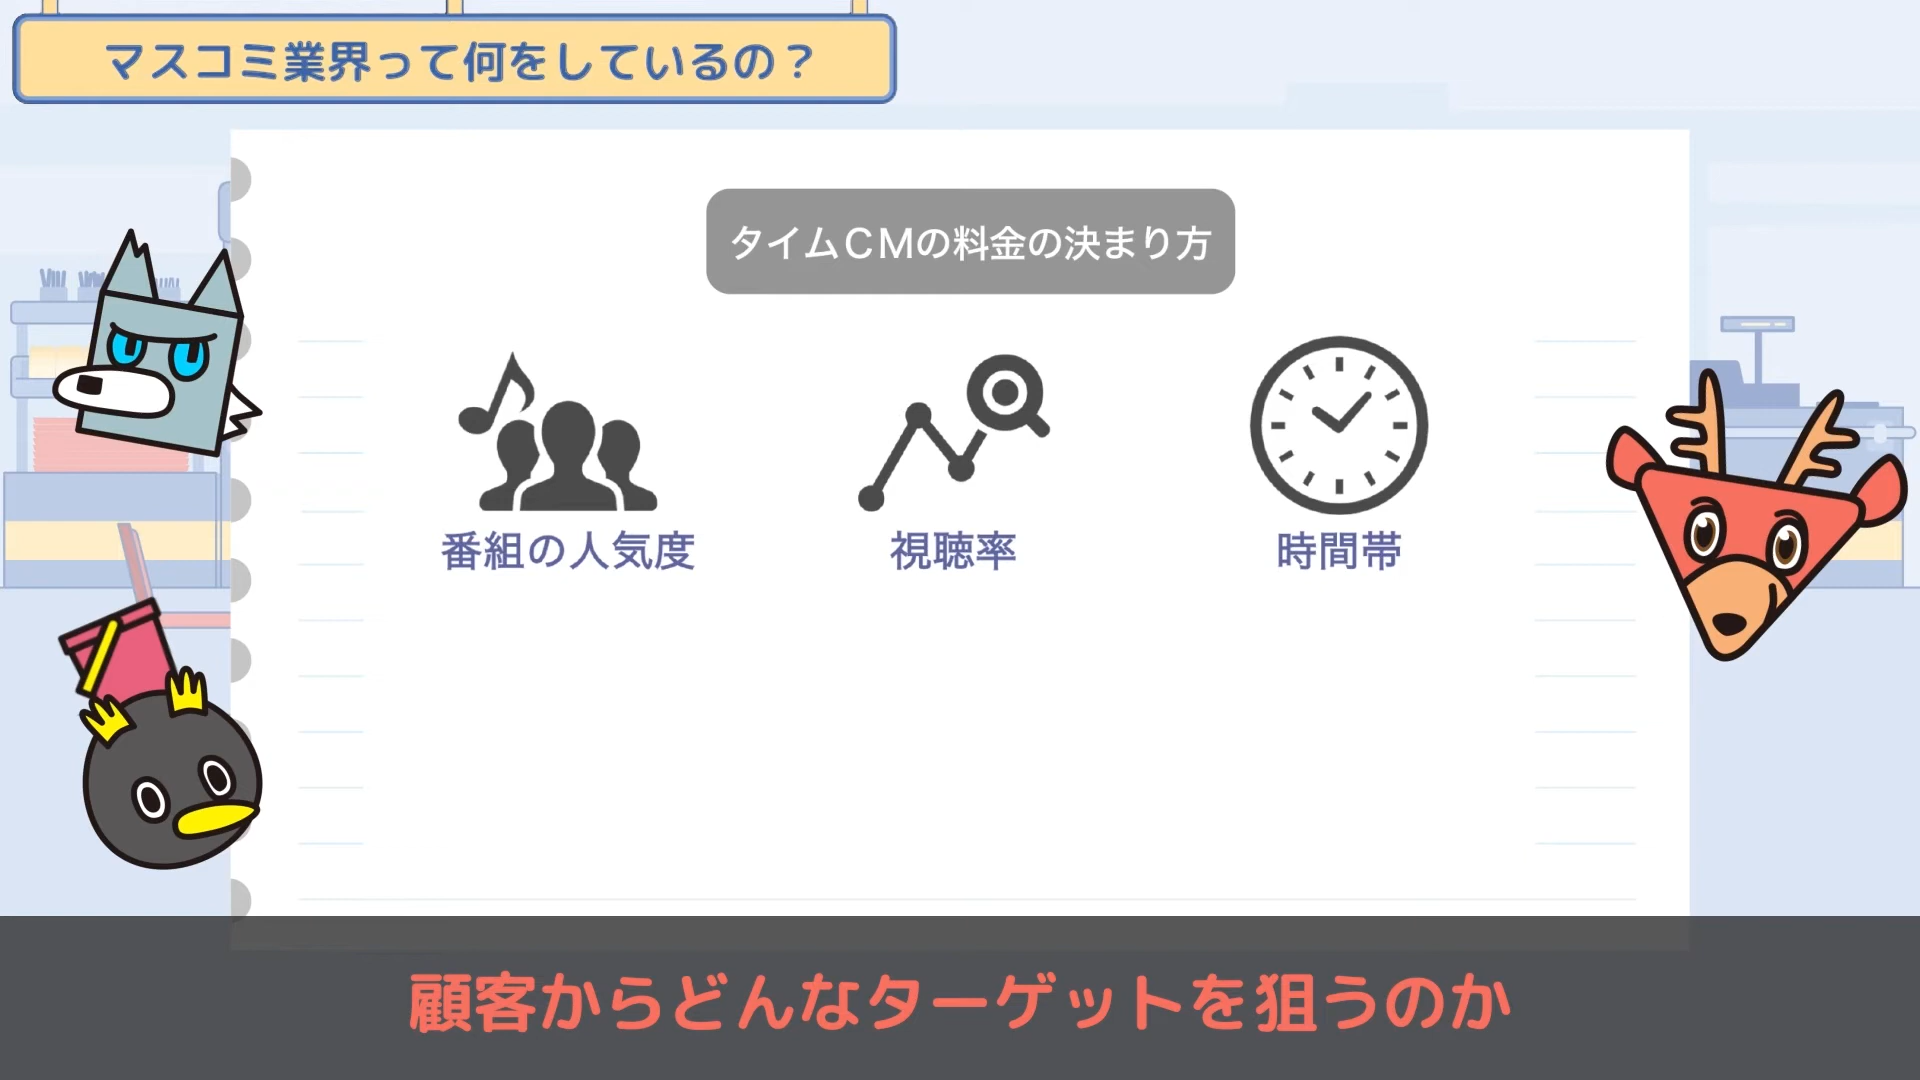 マスコミ業界って何をしているの？
タイムCMの料金の決まり方
番組の人気度
視聴率
時間帯
顧客からどんなターゲットを狙うのか